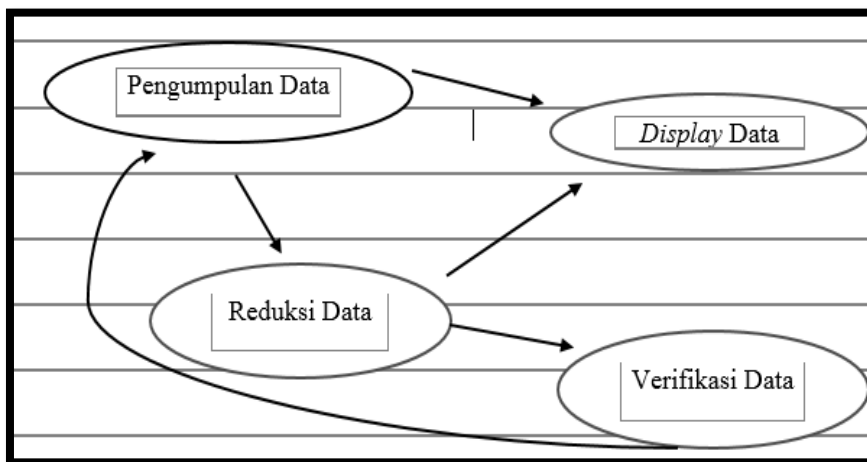 Pengumpulan Data
Display Data
Reduksi Data
Verifikasi Data